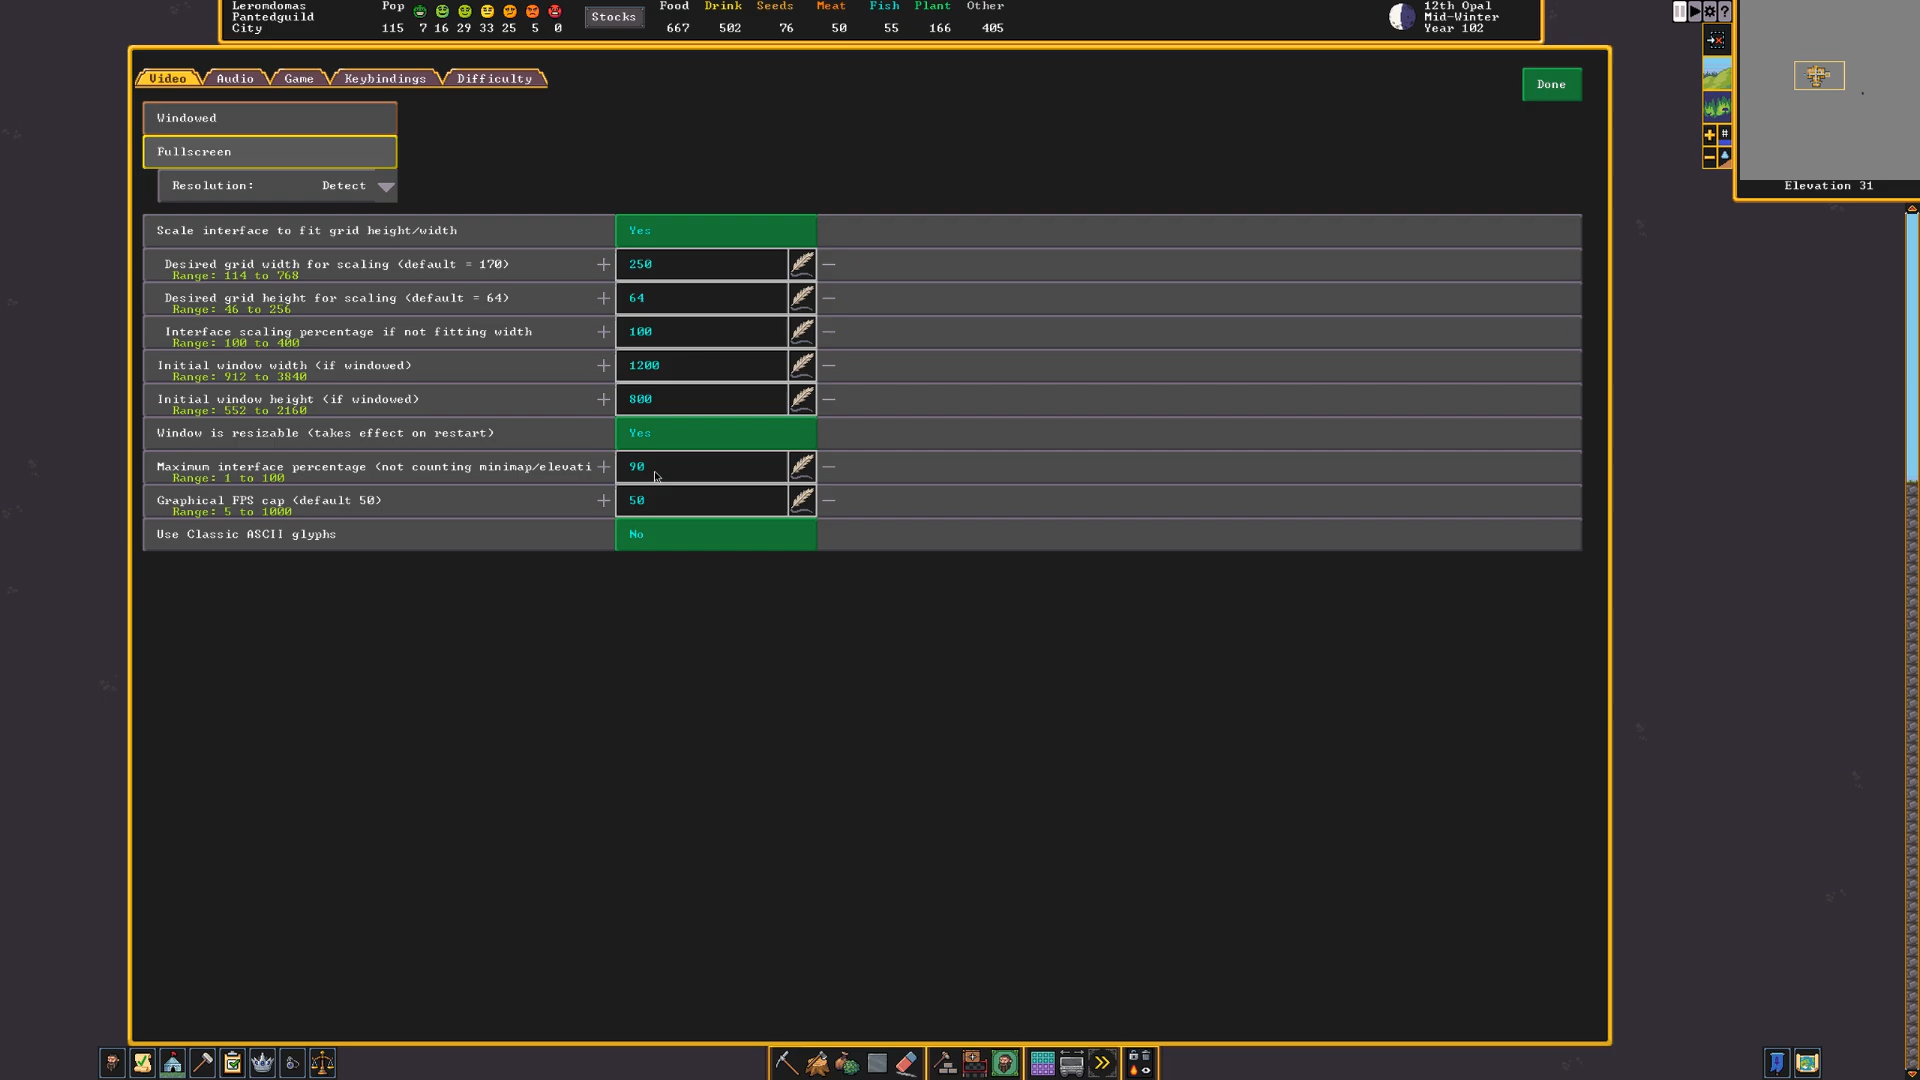 Leromdomas
Pantedguild
City
Pop
115 7 16 29 33 25 5 0
Stocks
Food Drink Seeds Meat Fish Plant Other
667 502 76 50 55 166 405
12th Opal
Mid-Winter
Year 102
Elevation 31
Video Audio Game Keybindings Difficulty
Done
Windowed
Fullscreen
Resolution: Detect
Scale interface to fit grid height/width Yes
Desired grid width for scaling (default = 170) 250
Range: 114 to 768
Desired grid height for scaling (default = 64) 64
Range: 46 to 256
Interface scaling percentage if not fitting width 100
Range: 100 to 400
Initial window width (if windowed) 1200
Range: 912 to 3840
Initial window height (if windowed) 800
Range: 552 to 2160
Window is resizable (takes effect on restart) Yes
Maximum interface percentage (not counting minimap/elevati 90
Range: 1 to 100
Graphical FPS cap (default 50) 50
Range: 5 to 1000
Use Classic ASCII glyphs No